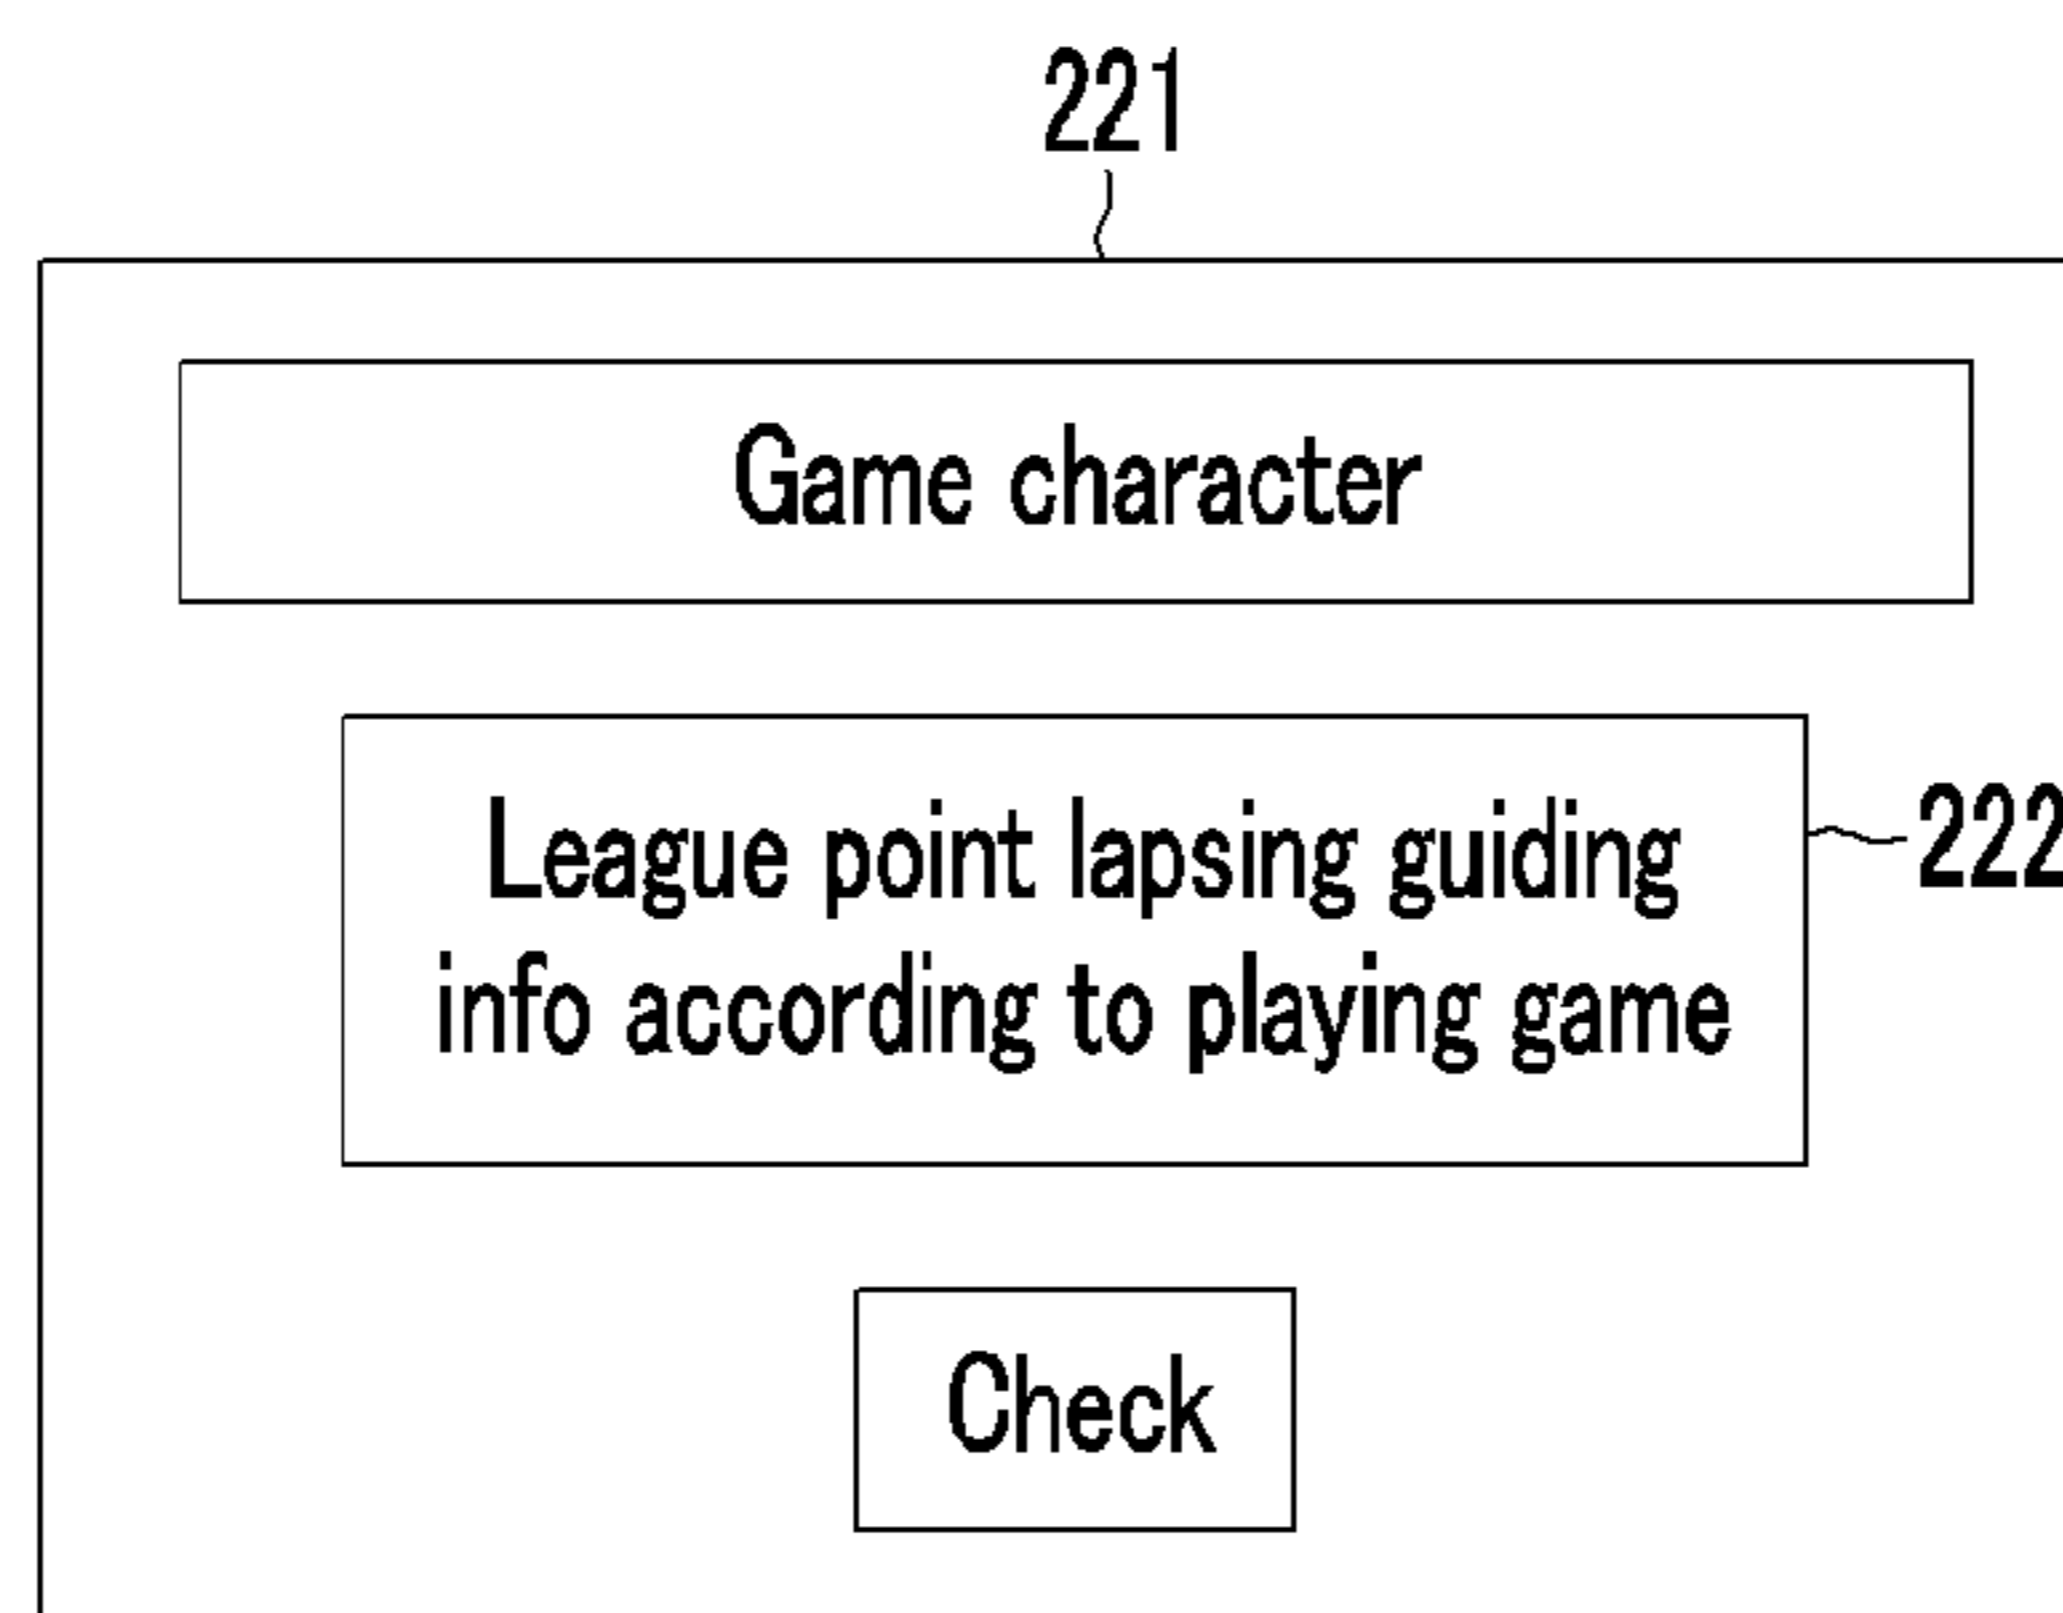 221
Game character
League point lapsing guiding
222
info according to playing game
Check